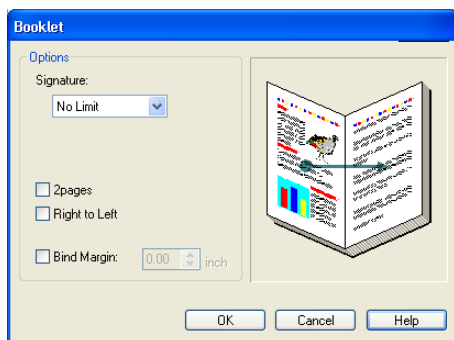 Booklet
Options
Signature:
No Limit
2pages
Right to Left
Bind Margin:
0.00
inch
OK
Cancel
Help